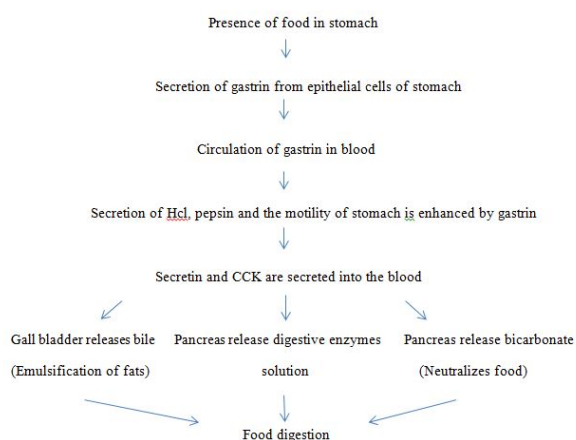 Presence of food in stomach
Secretion of gastrin from epithelial cells of stomach
Circulation of gastrin in blood
Secretion of Hcl, pepsin and the motility of stomach is enhanced by gastrin
Secretin and CCK are secreted into the blood
Gall bladder releases bile
(Emulsification of fats)
Pancreas release digestive enzymes
solution
Pancreas release bicarbonate
(Neutralizes food)
Food digestion